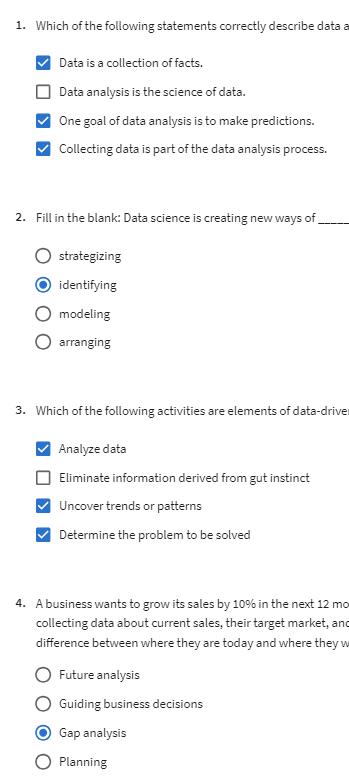 1. Which of the following statements correctly describe data a
Data is a collection of facts.
Data analysis is the science of data.
One goal of data analysis is to make predictions.
Collecting data is part of the data analysis process.
2. Fill in the blank: Data science is creating new ways of _____
strategizing
identifying
modeling
arranging
3. Which of the following activities are elements of data-drive
Analyze data
Eliminate information derived from gut instinct
Uncover trends or patterns
Determine the problem to be solved
4. A business wants to grow its sales by 10% in the next 12 mo
collecting data about current sales, their target market, and
difference between where they are today and where they w
Future analysis
Guiding business decisions
Gap analysis
Planning